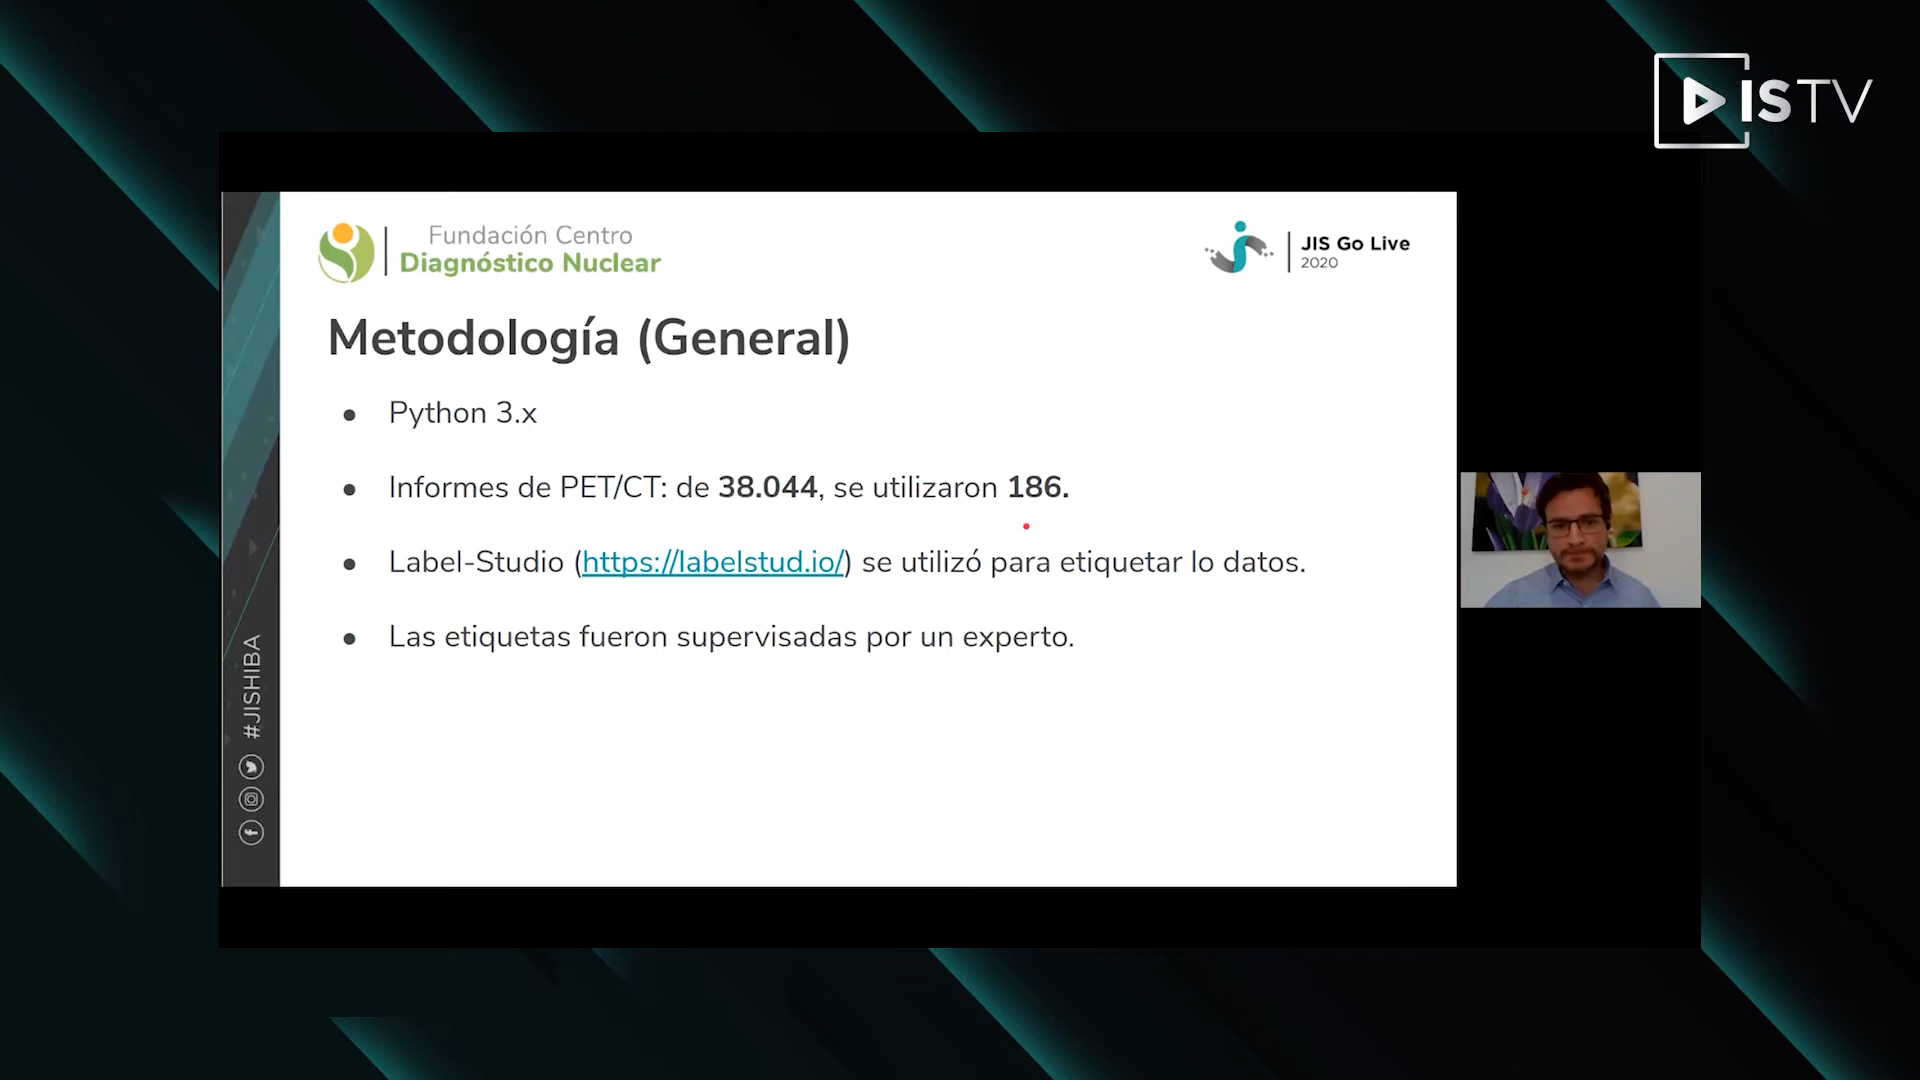 ISTV
Fundación Centro
Diagnóstico Nuclear
JIS Go Live
2020
Metodología (General)
● Python 3.x
● Informes de PET/CT: de 38.044, se utilizaron 186.
● Label-Studio (https://labelstud.io/) se utilizó para etiquetar lo datos.
● Las etiquetas fueron supervisadas por un experto.
#JISHIBA